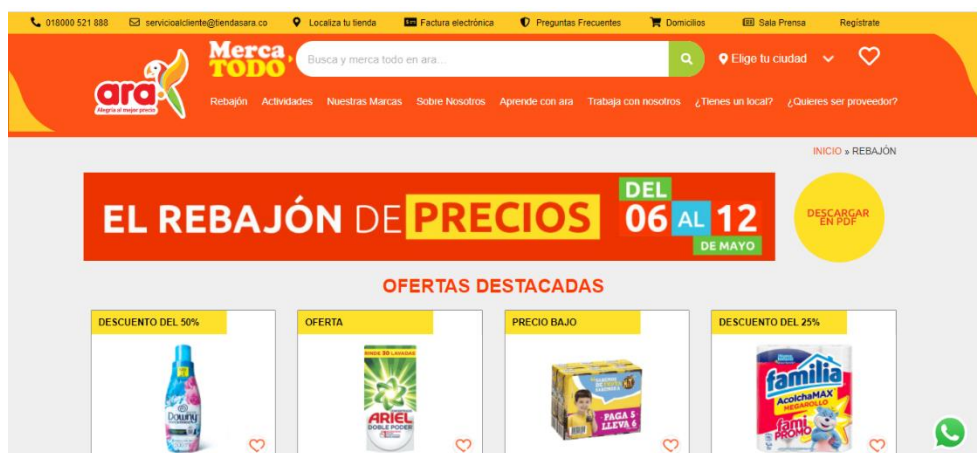 018000 521 888 servicioalcliente@tiendasara.co Localiza tu tienda Factura electrónica Preguntas Frecuentes Domicilios Sala Prensa Regístrate
Merca
TODO
Busca y merca todo en ara...
Elige tu ciudad
ara
Alegría al mejor precio
Rebajón Actividades Nuestras Marcas Sobre Nosotros Aprende con ara Trabaja con nosotros ¿Tienes un local? ¿Quieres ser proveedor?
INICIO » REBAJÓN
EL REBAJÓN DE PRECIOS
DEL
06 AL 12
DE MAYO
DESCARGAR
EN PDF
OFERTAS DESTACADAS
DESCUENTO DEL 50%
OFERTA
PRECIO BAJO
DESCUENTO DEL 25%
Downy
RINDE 30 LAVADAS
ARIEL
DOBLE PODER
PAGA 5
LLEVA 6
familia
AcolchaMAX
MEGAROLLO
fami
PROMO